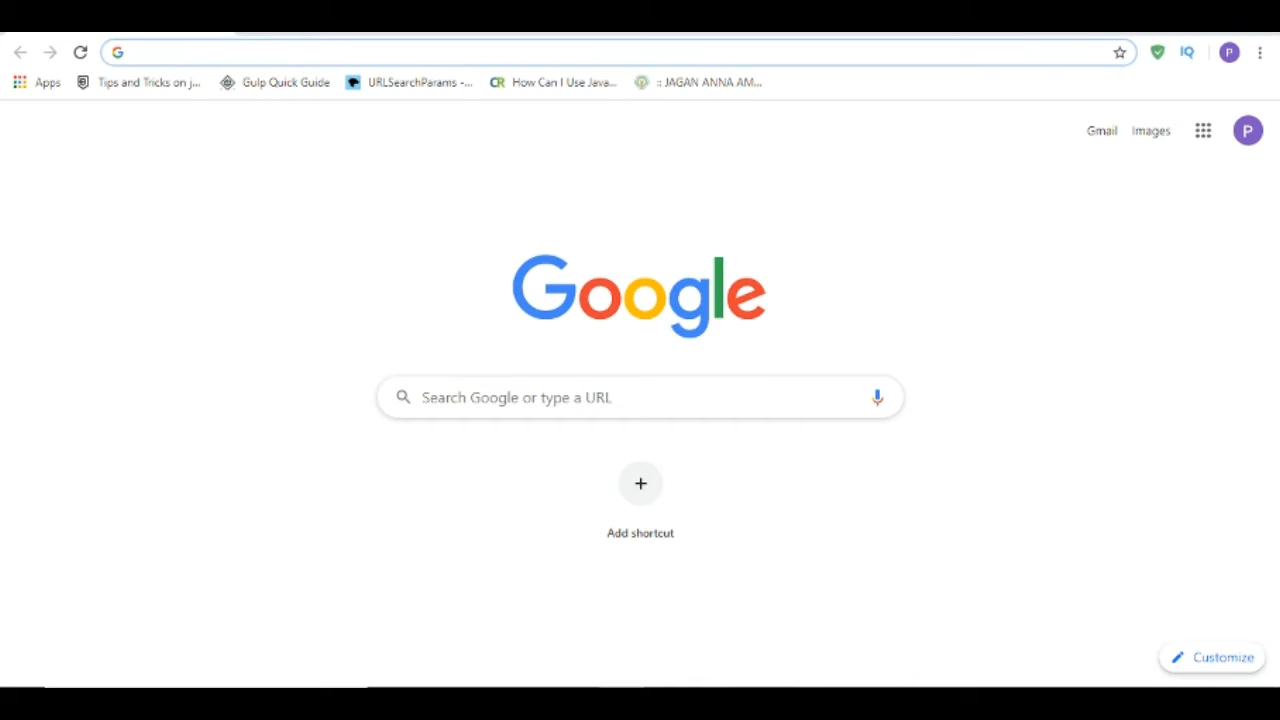 Apps Tips and Tricks on j... Gulp Quick Guide URLSearchParams -... CR How Can I Use Java... :: JAGAN ANNA AM...
Gmail Images P
Google
Search Google or type a URL
+
Add shortcut
Customize